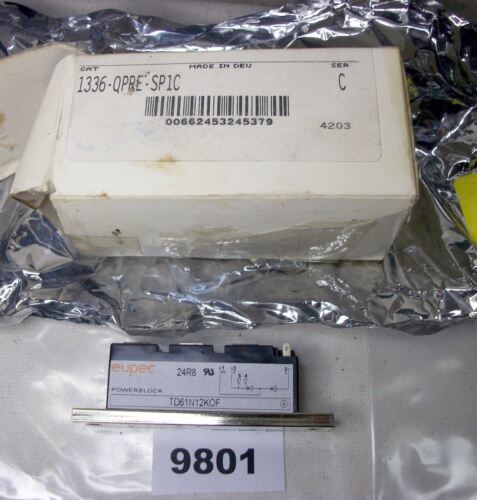 CAT MADE IN DEU SER
1336-QPRE-SP1C C
00662453245379
4203
eupec
24R8
POWERBLOCK
TD61N12KOF
9801